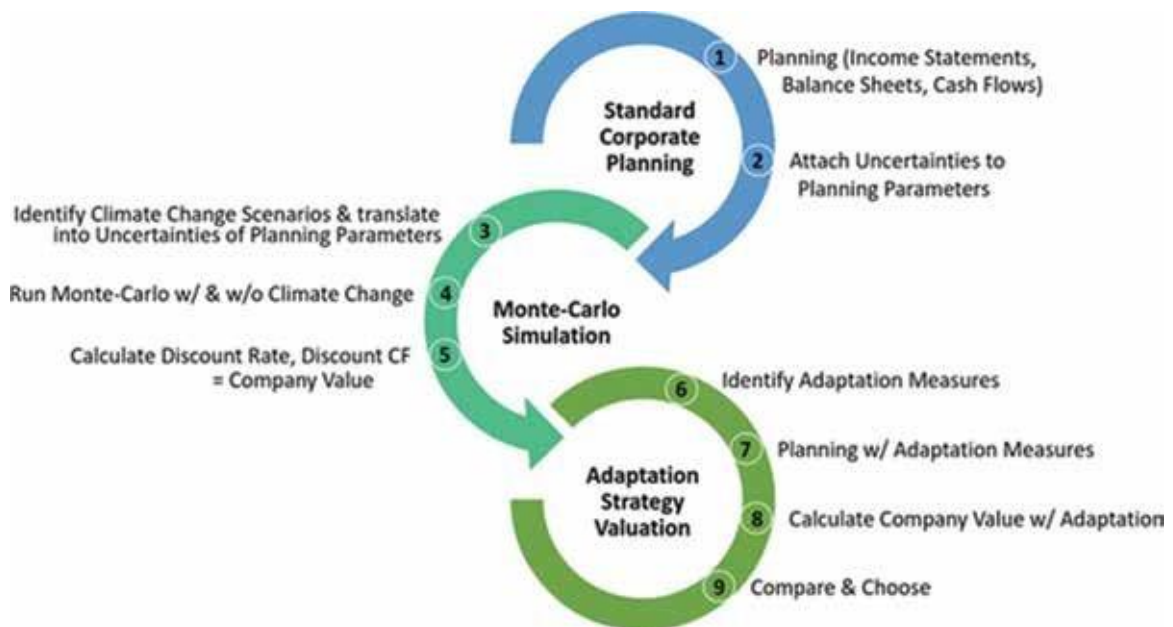 1
Planning (Income Statements,
Balance Sheets, Cash Flows)
Standard
Corporate
Planning
2
Attach Uncertainties to
Planning Parameters
Identify Climate Change Scenarios & translate
into Uncertainties of Planning Parameters
3
Run Monte-Carlo w/ & w/o Climate Change
4
Monte-Carlo
Simulation
Calculate Discount Rate, Discount CF
= Company Value
5
6
Identify Adaptation Measures
7
Planning w/ Adaptation Measures
Adaptation
Strategy
Valuation
8
Calculate Company Value w/ Adaptation
9
Compare & Choose